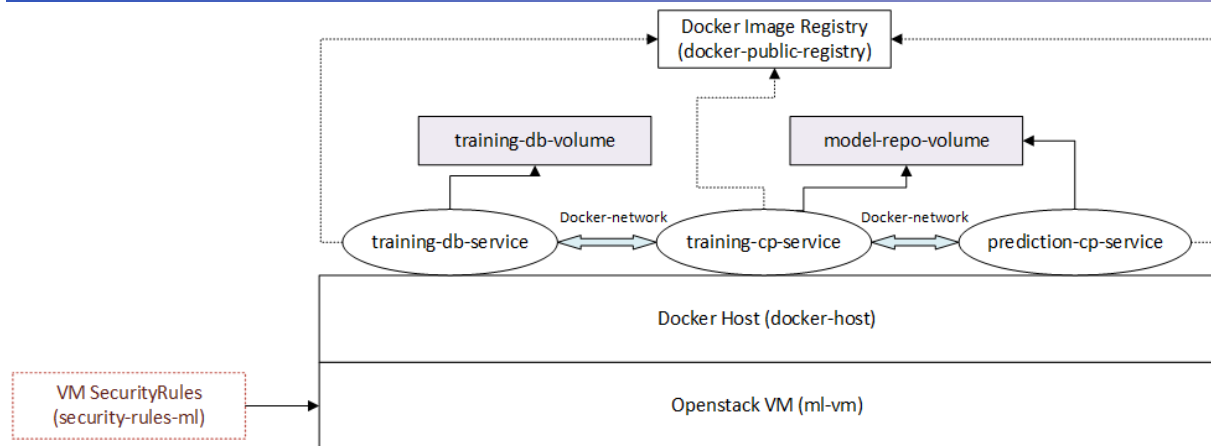 Docker Image Registry
(docker-public-registry)
training-db-volume
model-repo-volume
Docker-network
Docker-network
training-db-service
training-cp-service
prediction-cp-service
Docker Host (docker-host)
VM SecurityRules
(security-rules-ml)
Openstack VM (ml-vm)